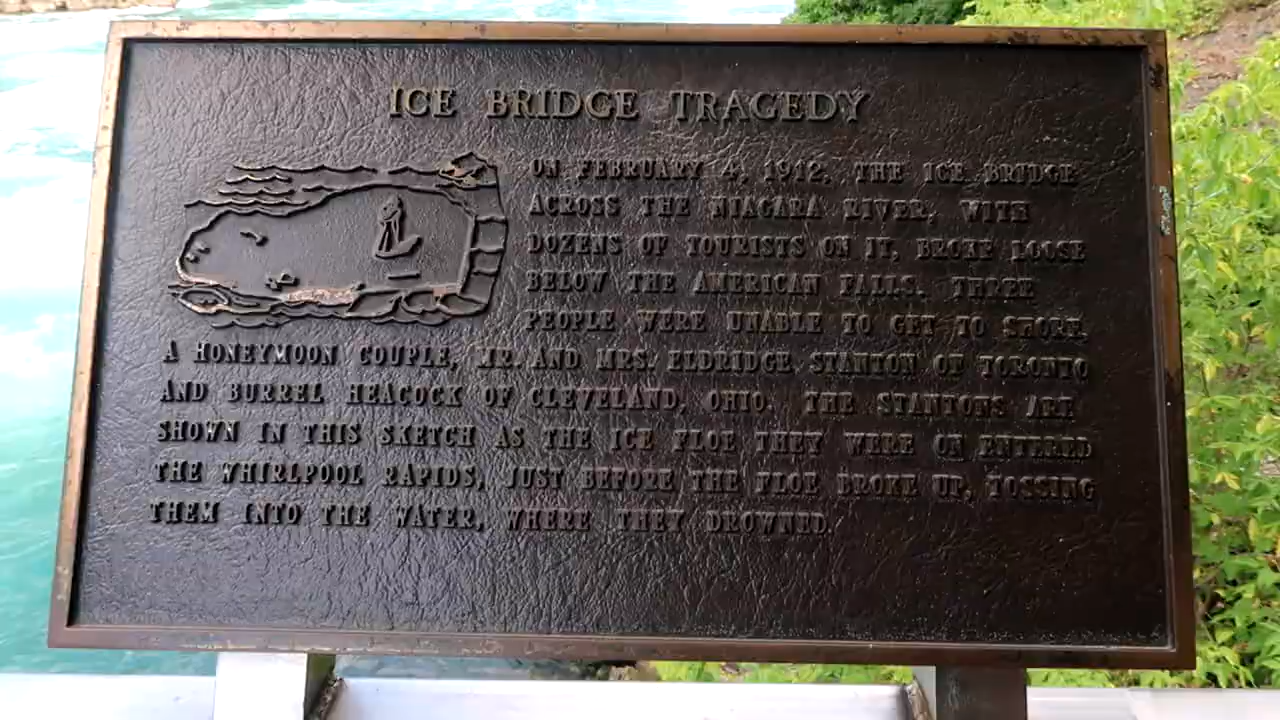 ICE BRIDGE TRAGEDY
ON FEBRUARY 4, 1912, THE ICE BRIDGE
ACROSS THE NIAGARA RIVER, WITH
DOZENS OF TOURISTS ON IT, BROKE LOOSE
BELOW THE AMERICAN FALLS. THREE
PEOPLE WERE UNABLE TO GET TO SHORE,
A HONEYMOON COUPLE, MR. AND MRS. ELDRIDGE STANTON OF TORONTO
AND BURREL HEACOCK OF CLEVELAND, OHIO. THE STANTONS ARE
SHOWN IN THIS SKETCH AS THE ICE FLOE THEY WERE ON ENTERED
THE WHIRLPOOL RAPIDS, JUST BEFORE THE FLOE BROKE UP, TOSSING
THEM INTO THE WATER, WHERE THEY DROWNED.